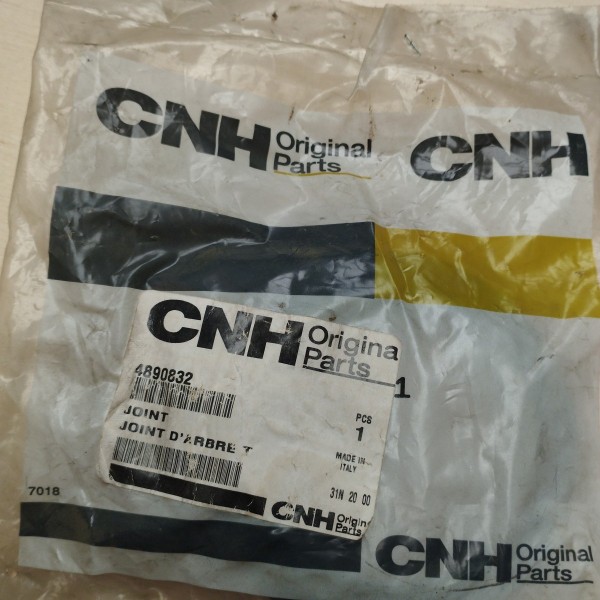 CNH Original Parts
CNH
CNH Origina
Parts
4890832
1
JOINT
PCS
1
JOINT D'ARBRE T
MADE IN
ITALY
7018
31N 20 00
CNH Origin
Parts
CNH Original
Parts